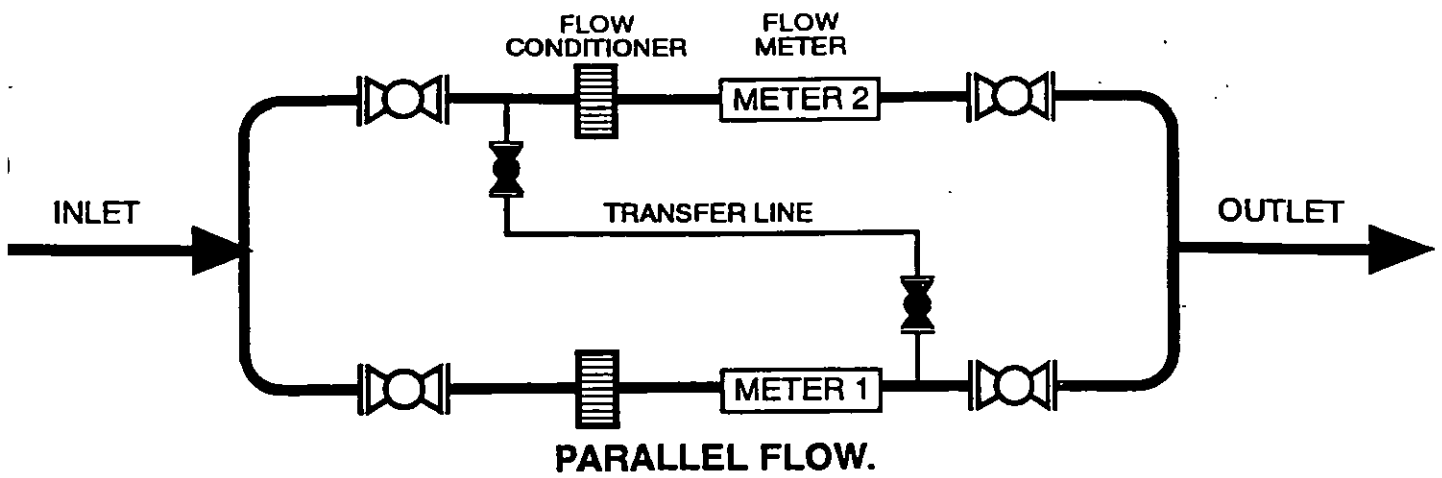 FLOW
CONDITIONER
FLOW
METER
METER 2
INLET
TRANSFER LINE
OUTLET
METER 1
PARALLEL FLOW.